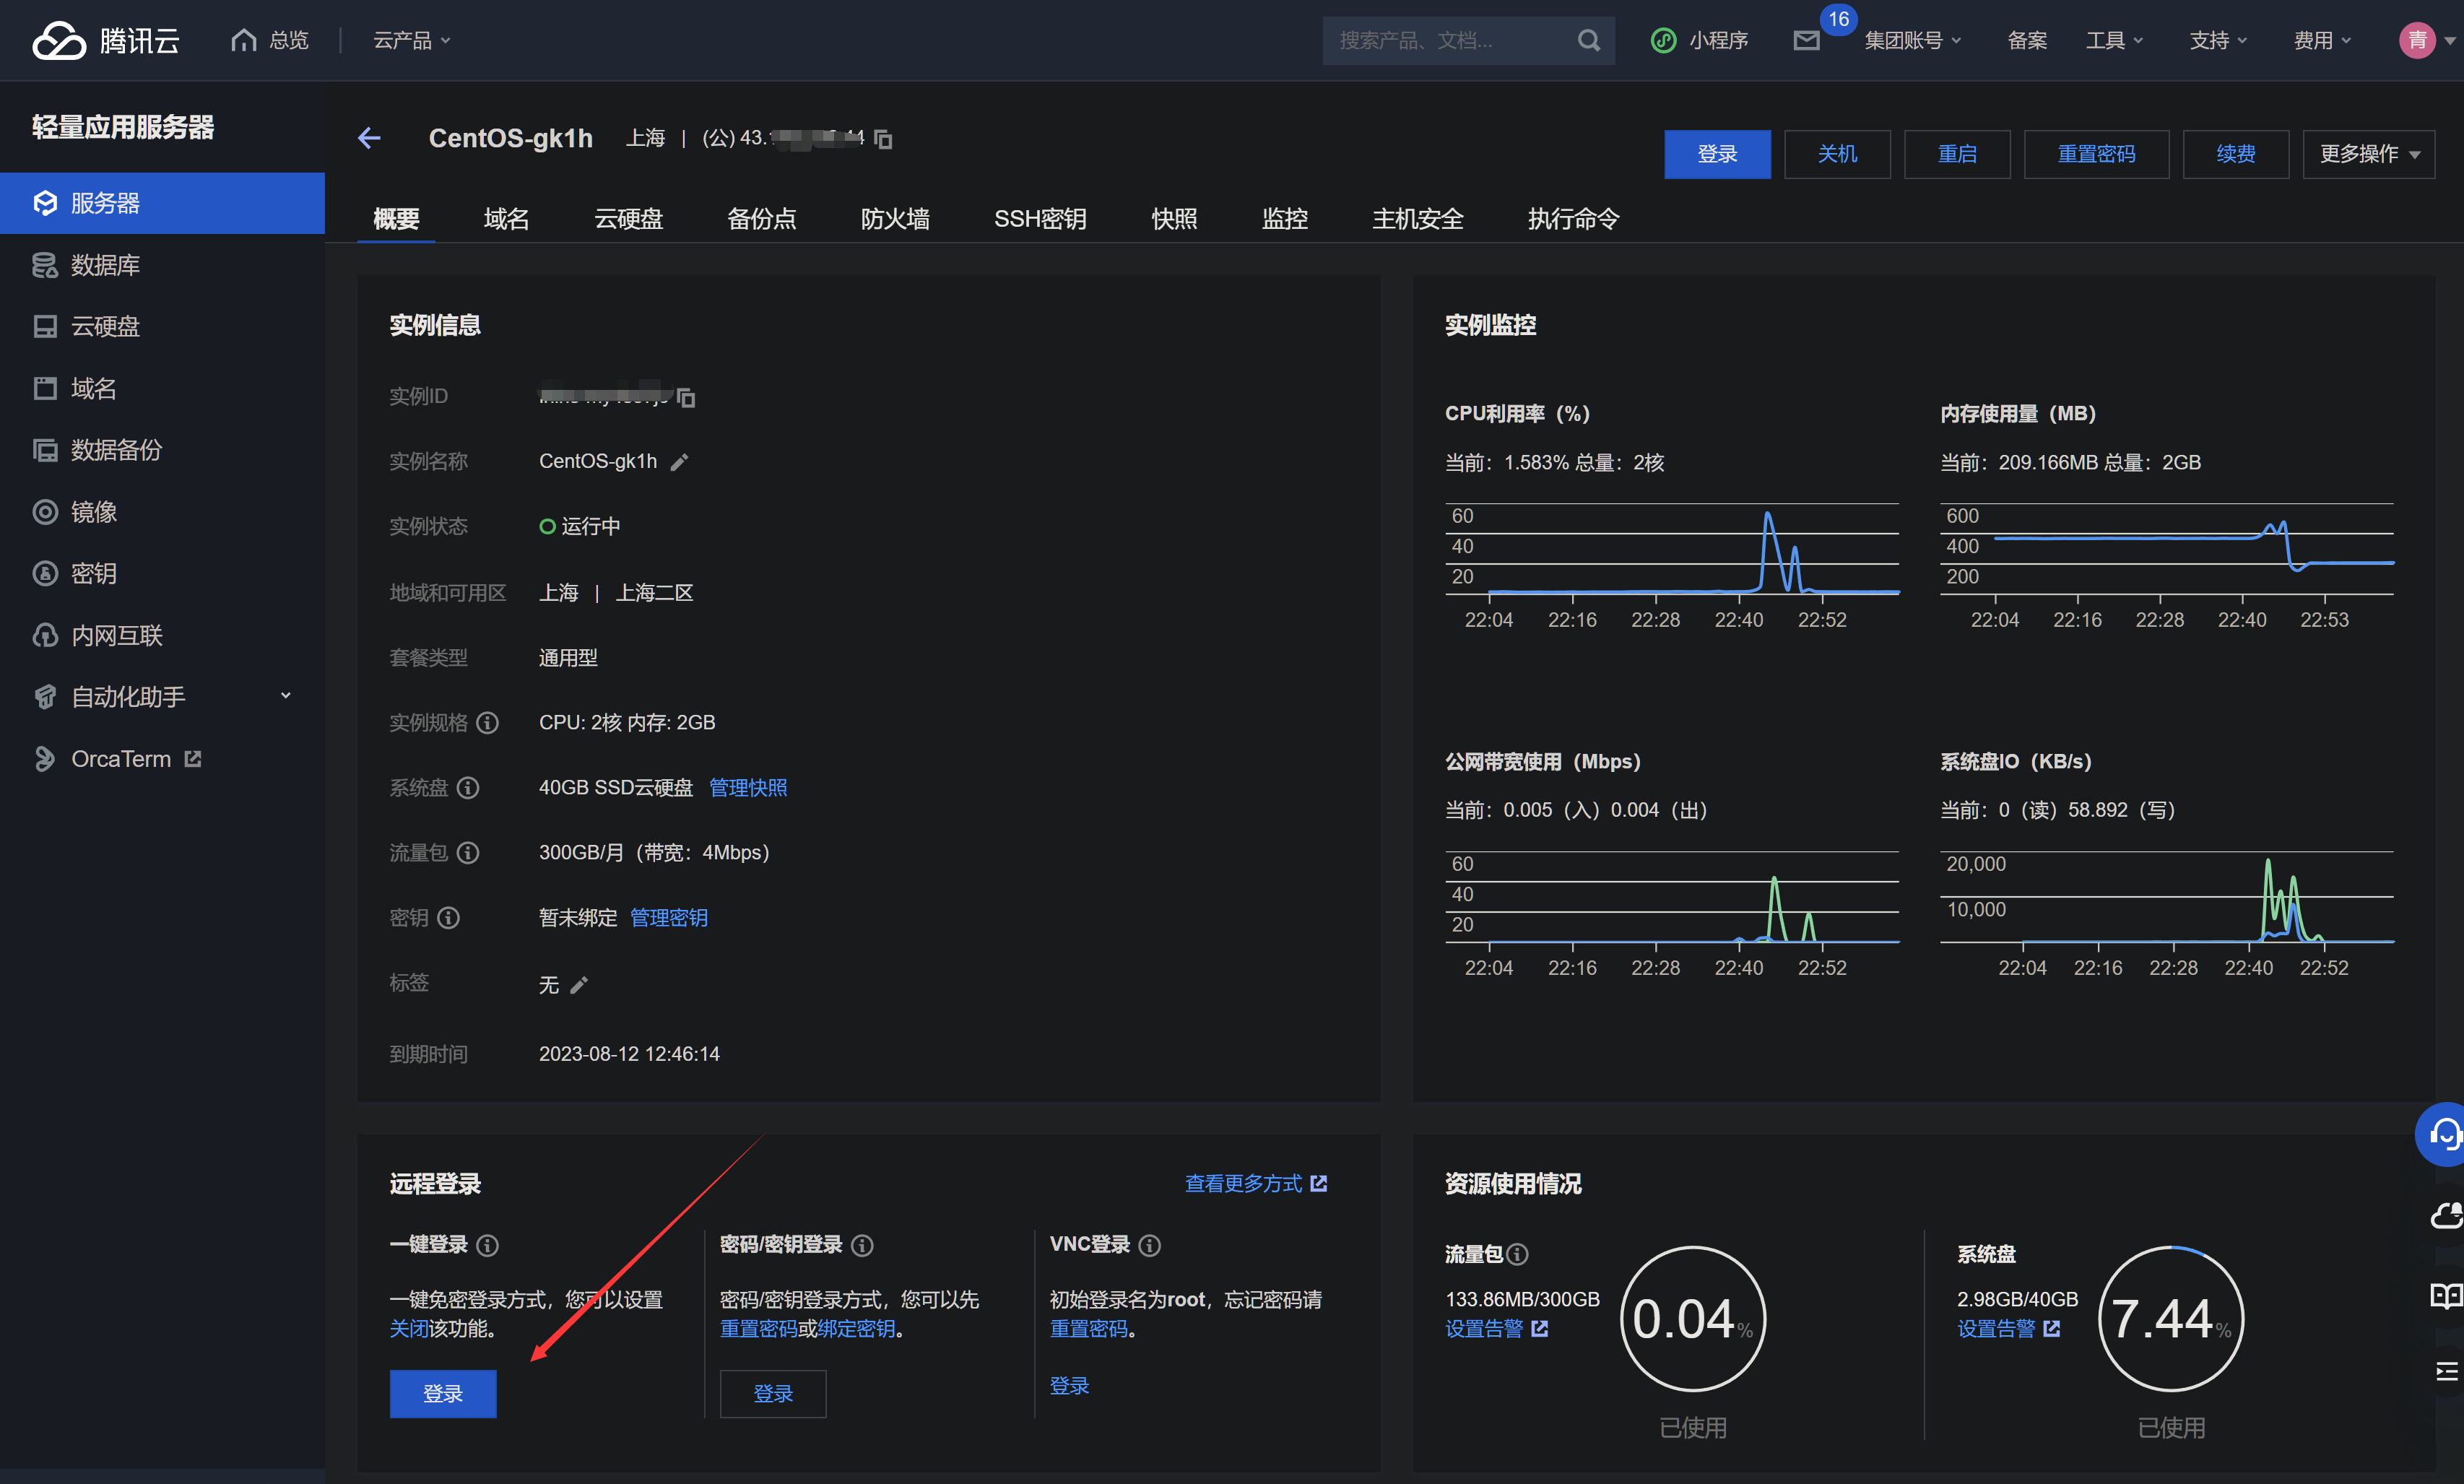 腾讯云
总览
云产品
搜索产品、文档...
小程序
16
集团账号
备案
工具
支持
费用
青
轻量应用服务器
服务器
数据库
云硬盘
域名
数据备份
镜像
密钥
内网互联
自动化助手
OrcaTerm
CentOS-gk1h 上海 | (公) 43.
登录
关机
重启
重置密码
续费
更多操作
概要 域名 云硬盘 备份点 防火墙 SSH密钥 快照 监控 主机安全 执行命令
实例信息
实例ID
实例名称 CentOS-gk1h
实例状态 运行中
地域和可用区 上海 | 上海二区
套餐类型 通用型
实例规格 CPU: 2核 内存: 2GB
系统盘 40GB SSD云硬盘 管理快照
流量包 300GB/月（带宽：4Mbps）
密钥 暂未绑定 管理密钥
标签 无
到期时间 2023-08-12 12:46:14
实例监控
CPU利用率（%）
当前：1.583% 总量：2核
60
40
20
22:04 22:16 22:28 22:40 22:52
内存使用量（MB）
当前：209.166MB 总量：2GB
600
400
200
22:04 22:16 22:28 22:40 22:53
公网带宽使用（Mbps）
当前：0.005（入）0.004（出）
60
40
20
22:04 22:16 22:28 22:40 22:52
系统盘IO（KB/s）
当前：0（读）58.892（写）
20,000
10,000
22:04 22:16 22:28 22:40 22:52
远程登录
查看更多方式
一键登录
一键免密登录方式，您可以设置
关闭该功能。
登录
密码/密钥登录
密码/密钥登录方式，您可以先
重置密码或绑定密钥。
登录
VNC登录
初始登录名为root，忘记密码请
重置密码。
登录
资源使用情况
流量包
133.86MB/300GB
设置告警
0.04%
已使用
系统盘
2.98GB/40GB
设置告警
7.44%
已使用